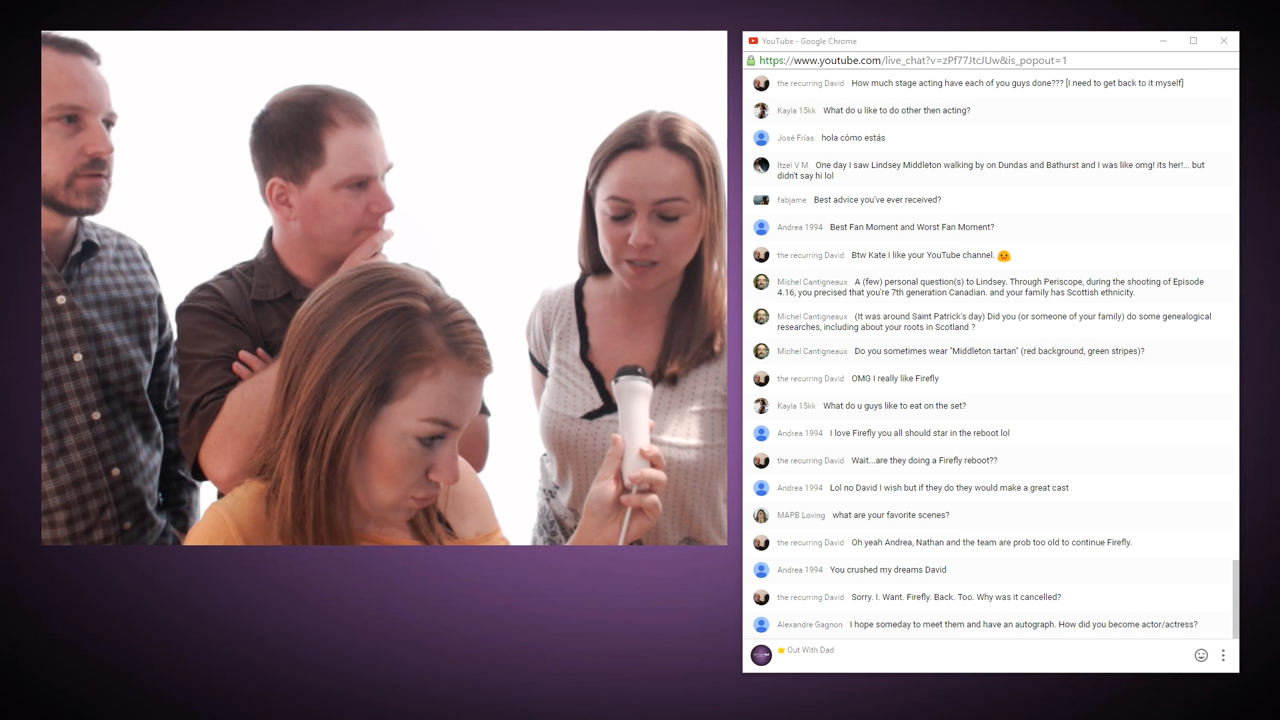 YouTube - Google Chrome
https://www.youtube.com/live_chat?v=zPf77JtcJUw&is_popout=1
the recurring David How much stage acting have each of you guys done??? [I need to get back to it myself]
Kayla 15kk What do u like to do other then acting?
José Frías hola cómo estás
Itzel V M One day I saw Lindsey Middleton walking by on Dundas and Bathurst and I was like omg! its her!... but
didn't say hi lol
fabjame Best advice you've ever received?
Andrea 1994 Best Fan Moment and Worst Fan Moment?
the recurring David Btw Kate I like your YouTube channel.
Michel Cantigneaux A (few) personal question(s) to Lindsey. Through Periscope, during the shooting of Episode
4.16, you precised that you're 7th generation Canadian. and your family has Scottish ethnicity.
Michel Cantigneaux (It was around Saint Patrick's day) Did you (or someone of your family) do some genealogical
researches, including about your roots in Scotland ?
Michel Cantigneaux Do you sometimes wear "Middleton tartan" (red background, green stripes)?
the recurring David OMG I really like Firefly
Kayla 15kk What do u guys like to eat on the set?
Andrea 1994 I love Firefly you all should star in the reboot lol
the recurring David Wait...are they doing a Firefly reboot??
Andrea 1994 Lol no David I wish but if they do they would make a great cast
MAPB Loving what are your favorite scenes?
the recurring David Oh yeah Andrea, Nathan and the team are prob too old to continue Firefly.
Andrea 1994 You crushed my dreams David
the recurring David Sorry. I. Want. Firefly. Back. Too. Why was it cancelled?
Alexandre Gagnon I hope someday to meet them and have an autograph. How did you become actor/actress?
Out With Dad